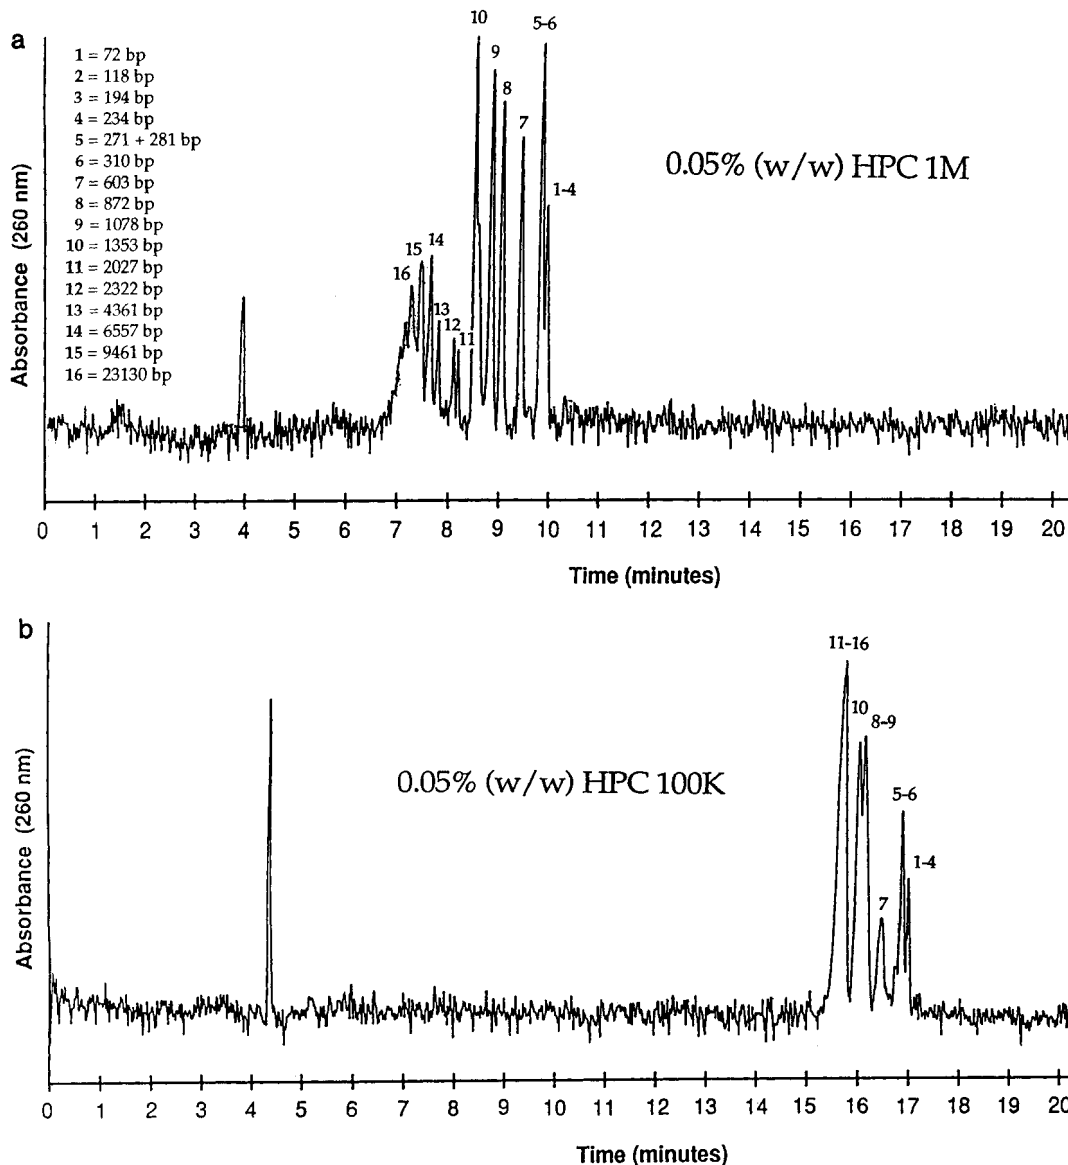 a
1 = 72 bp
2 = 118 bp
3 = 194 bp
4 = 234 bp
5 = 271 + 281 bp
6 = 310 bp
7 = 603 bp
8 = 872 bp
9 = 1078 bp
10 = 1353 bp
11 = 2027 bp
12 = 2322 bp
13 = 4361 bp
14 = 6557 bp
15 = 9461 bp
16 = 23130 bp
Absorbance (260 nm)
16
15
14
13
12
11
10
9
8
7
5-6
1-4
0.05% (w/w) HPC 1M
0 1 2 3 4 5 6 7 8 9 10 11 12 13 14 15 16 17 18 19 20
Time (minutes)
b
Absorbance (260 nm)
0.05% (w/w) HPC 100K
11-16
10
8-9
7
5-6
1-4
0 1 2 3 4 5 6 7 8 9 10 11 12 13 14 15 16 17 18 19 20
Time (minutes)